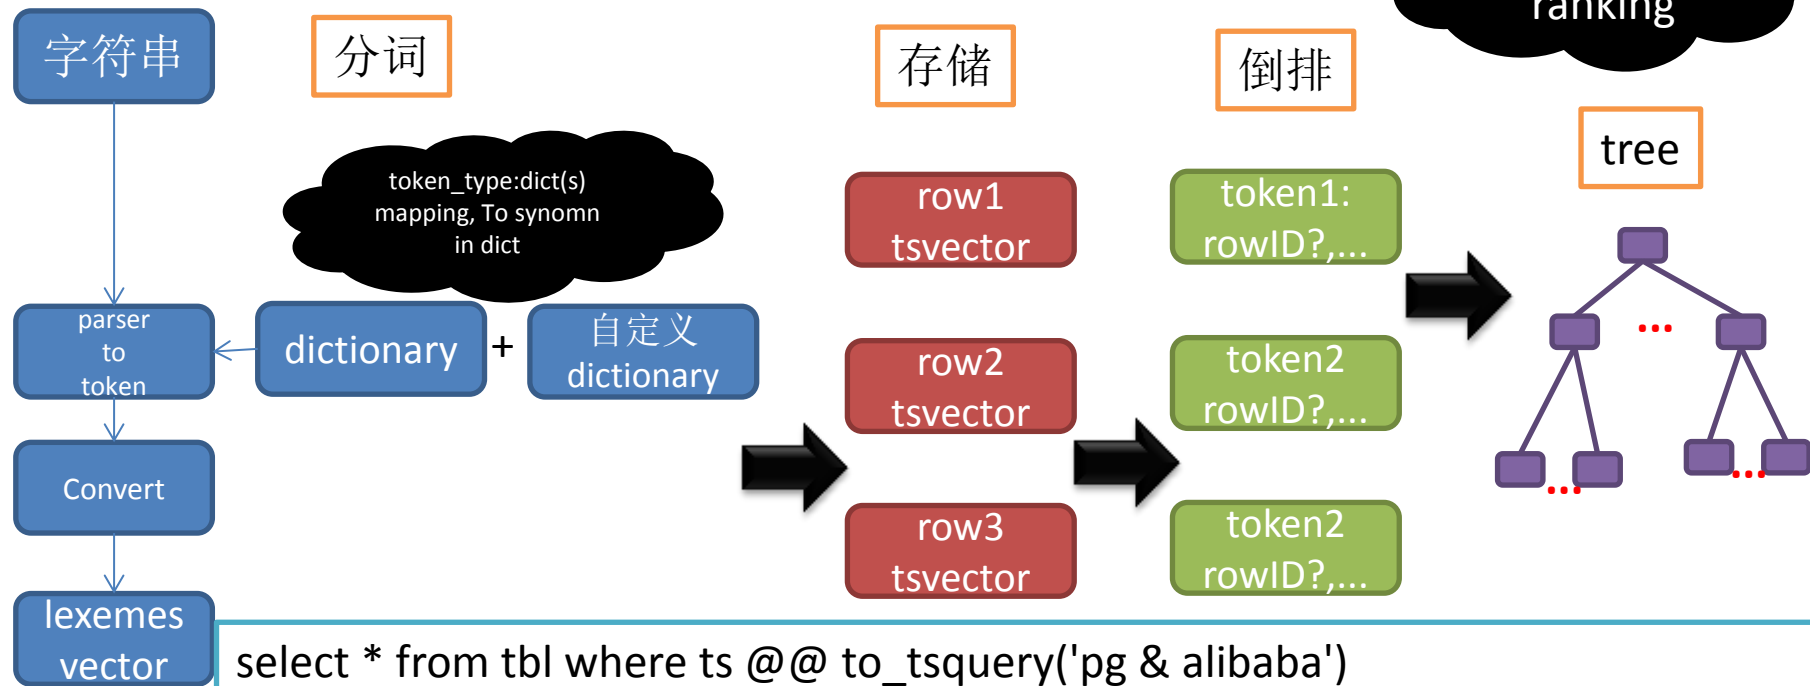 ranking
字符串
分词
存储
倒排
tree
token_type:dict(s)
mapping, To synomn
in dict
row1
tsvector
token1:
rowID?,...
parser
to
token
dictionary
+
自定义
dictionary
row2
tsvector
token2
rowID?,...
...
Convert
...
...
row3
tsvector
token2
rowID?,...
lexemes
vector
select * from tbl where ts @@ to_tsquery('pg & alibaba')